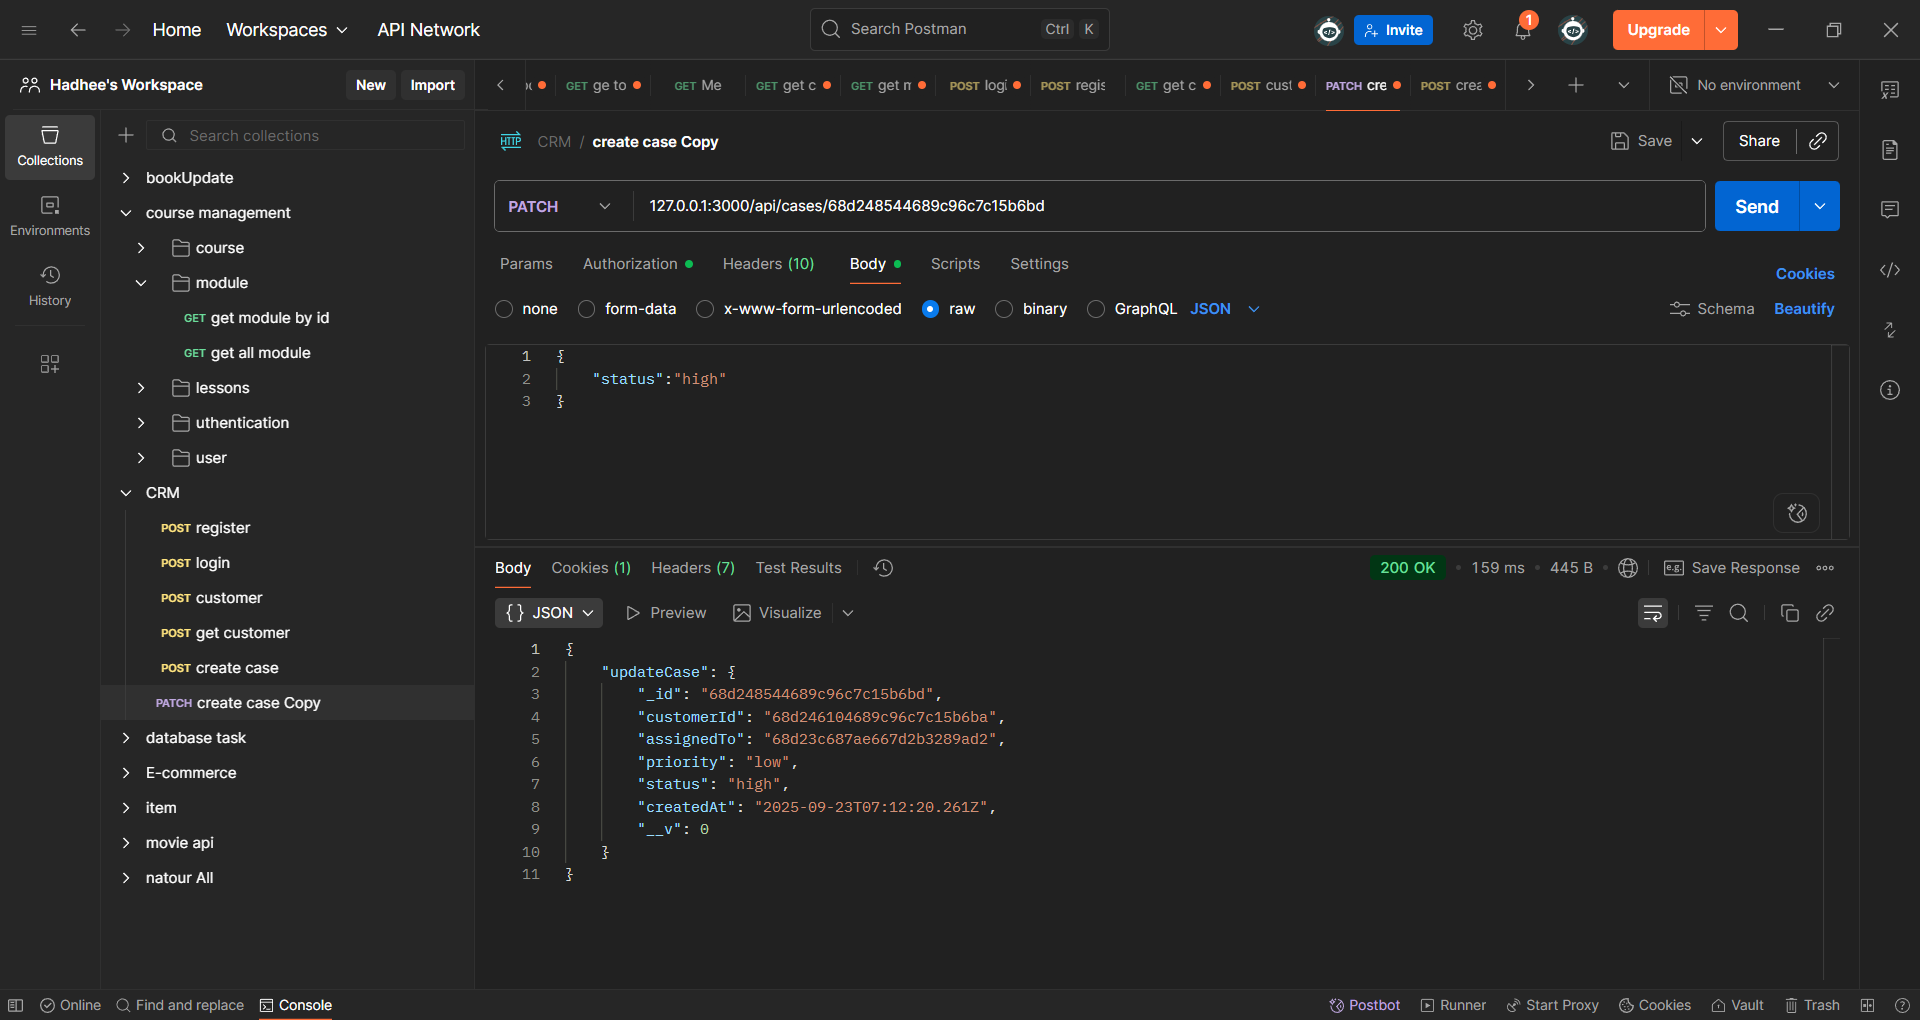 Home Workspaces API Network Search Postman Ctrl K Invite 1 Upgrade
Hadhee's Workspace New Import
GET ge to GET Me GET get c GET get m POST logi POST regis GET get c POST cust PATCH cre POST crea No environment
Collections
Environments
History
Search collections
bookUpdate
course management
course
module
GET get module by id
GET get all module
lessons
uthentication
user
CRM
POST register
POST login
POST customer
POST get customer
POST create case
PATCH create case Copy
database task
E-commerce
item
movie api
natour All
HTTP CRM / create case Copy Save Share
PATCH 127.0.0.1:3000/api/cases/68d248544689c96c7c15b6bd Send
Params Authorization Headers (10) Body Scripts Settings Cookies
none form-data x-www-form-urlencoded raw binary GraphQL JSON Schema Beautify
1 {
2 "status":"high"
3 }
Body Cookies (1) Headers (7) Test Results 200 OK • 159 ms • 445 B • e.g. Save Response
{} JSON Preview Visualize
1 {
2 "updateCase": {
3 "_id": "68d248544689c96c7c15b6bd",
4 "customerId": "68d246104689c96c7c15b6ba",
5 "assignedTo": "68d23c687ae667d2b3289ad2",
6 "priority": "low",
7 "status": "high",
8 "createdAt": "2025-09-23T07:12:20.261Z",
9 "__v": 0
10 }
11 }
Online Find and replace Console Postbot Runner Start Proxy Cookies Vault Trash